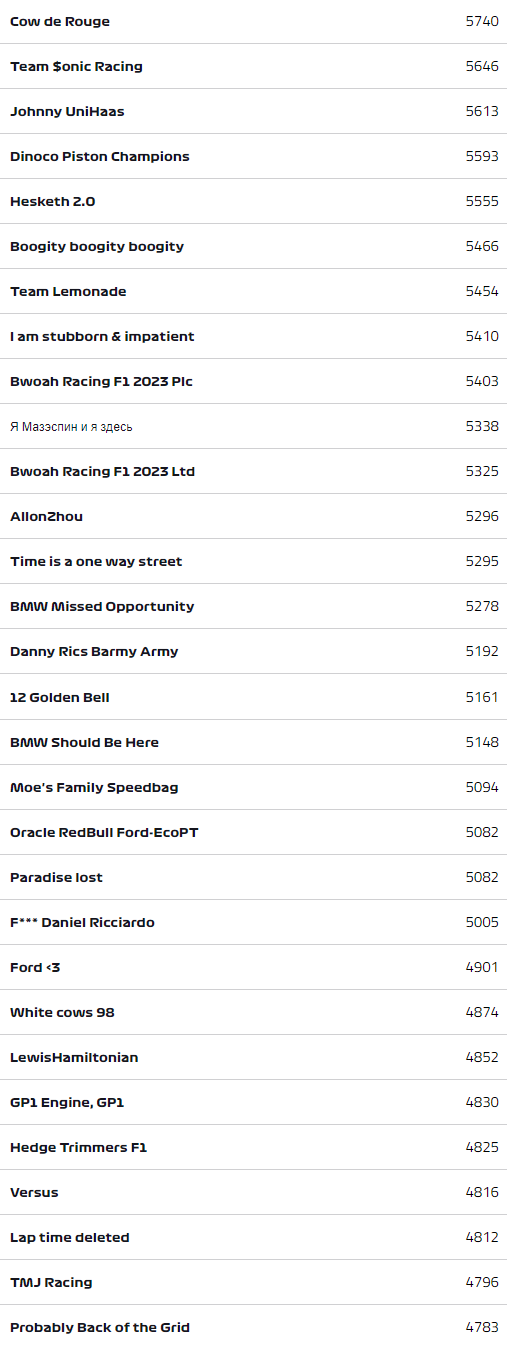 Cow de Rouge 5740
Team $onic Racing 5646
Johnny UniHaas 5613
Dinoco Piston Champions 5593
Hesketh 2.0 5555
Boogity boogity boogity 5466
Team Lemonade 5454
I am stubborn & impatient 5410
Bwoah Racing F1 2023 Plc 5403
Я Мазэспин и я здесь 5338
Bwoah Racing F1 2023 Ltd 5325
AllonZhou 5296
Time is a one way street 5295
BMW Missed Opportunity 5278
Danny Rics Barmy Army 5192
12 Golden Bell 5161
BMW Should Be Here 5148
Moe's Family Speedbag 5094
Oracle RedBull Ford-EcoPT 5082
Paradise lost 5082
F*** Daniel Ricciardo 5005
Ford <3 4901
White cows 98 4874
LewisHamiltonian 4852
GP1 Engine, GP1 4830
Hedge Trimmers F1 4825
Versus 4816
Lap time deleted 4812
TMJ Racing 4796
Probably Back of the Grid 4783